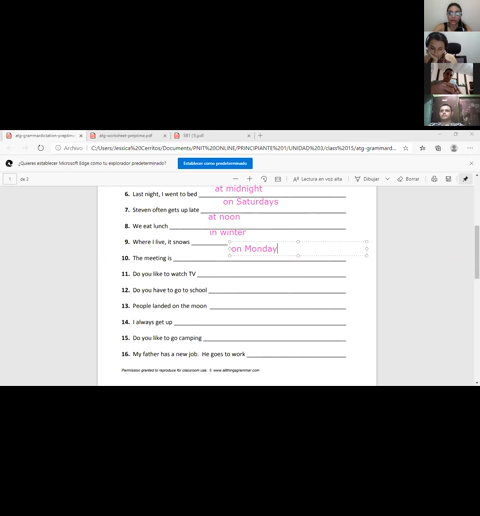 atg-grammarillotation-prepime
atg-worksheet-preptime.pdf
SB1 (3).pdf
Archivo
C:/Users/Jessica%20Cerritos/Documents/PNIT%20ONLINE/PRINCIPIANTE%201/UNIDAD%203/class%2015/atg-grammard...
¿Quieres establecer Microsoft Edge como tu explorador predeterminado?
Establecer como predeterminado
1 de 2
Lectura en voz alta
Dibujar
Borrar
6. Last night, I went to bed at midnight
7. Steven often gets up late on Saturdays
8. We eat lunch at noon
9. Where I live, it snows in winter
10. The meeting is on Monday
11. Do you like to watch TV
12. Do you have to go to school
13. People landed on the moon
14. I always get up
15. Do you like to go camping
16. My father has a new job. He goes to work
Permission granted to reproduce for classroom use. © www.allthingsgrammar.com